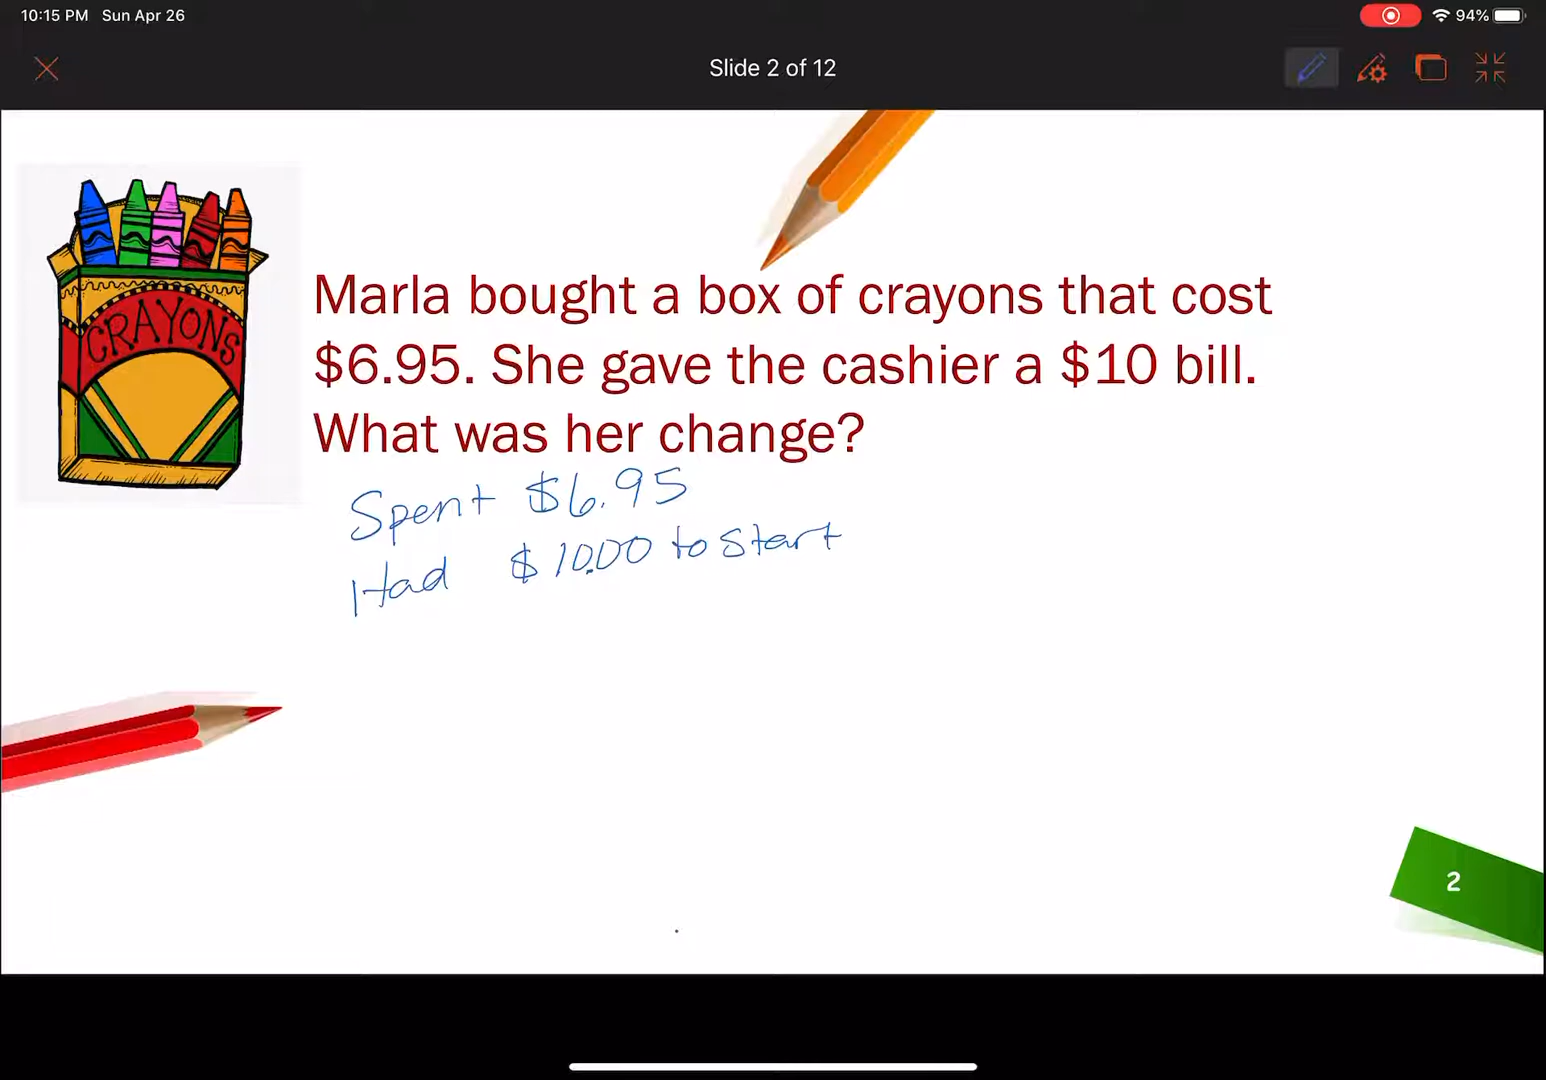 10:15 PM Sun Apr 26
94%
Slide 2 of 12
CRAYONS
Marla bought a box of crayons that cost
$6.95. She gave the cashier a $10 bill.
What was her change?
Spent $6.95
Had $10.00 to start
2